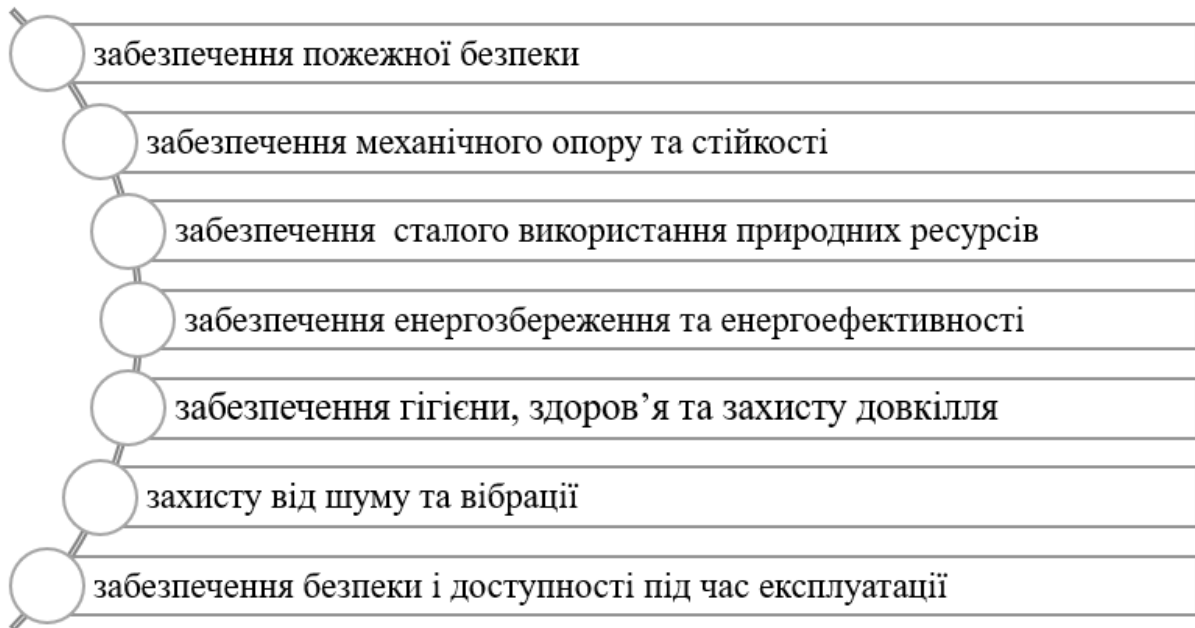 забезпечення пожежної безпеки
забезпечення механічного опору та стійкості
забезпечення  сталого використання природних ресурсів
забезпечення енергозбереження та енергоефективності
забезпечення гігієни, здоров’я та захисту довкілля
захисту від шуму та вібрації
забезпечення безпеки і доступності під час експлуатації